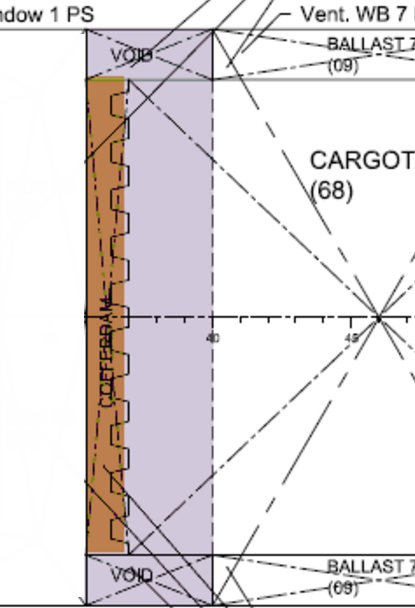 ndow 1 PS
Vent. WB 7
VOID
BALLAST 7
(09)
CARGOT
(68)
COFFERDAM
40
45
VOID
BALLAST 7
(09)